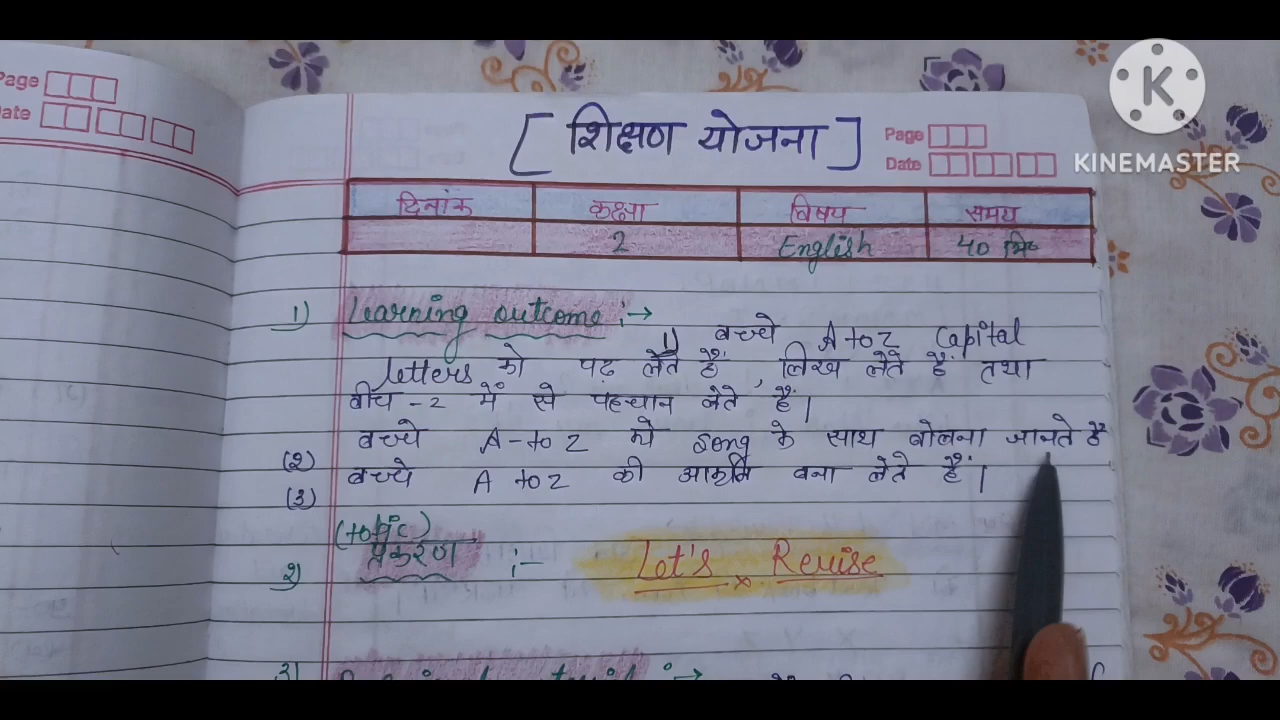 Page
Date
[ शिक्षण योजना ]
Page
Date
K
KINEMASTER
दिनांक कक्षा विषय समय
2 English 40 मि०
1) Learning outcome :→
1) बच्चे A to Z Capital
letters को पढ़ लेते हैं, लिख लेते हैं तथा
बीच-2 में से पहचान लेते हैं।
(2) बच्चे A-to Z को song के साथ बोलना जानते हैं
(3) बच्चे A to Z की आकृति बना लेते हैं।
(topic)
2) प्रकरण :- Let's Revise
3)